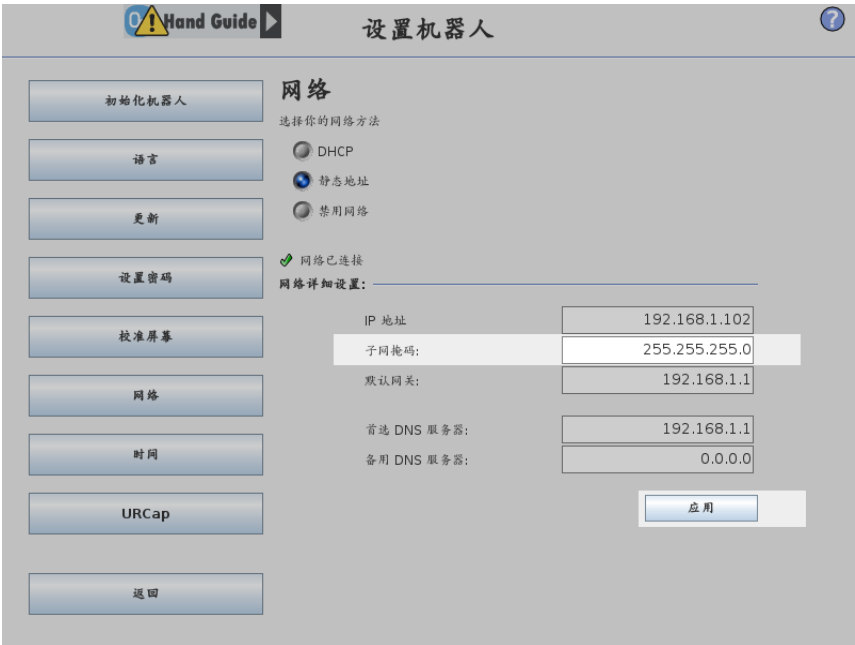 Hand Guide
设置机器人
?
初始化机器人
语言
更新
设置密码
校准屏幕
网络
时间
URCap
返回
网络
选择你的网络方法
DHCP
静态地址
禁用网络
网络已连接
网络详细设置:
IP 地址 192.168.1.102
子网掩码: 255.255.255.0
默认网关: 192.168.1.1
首选 DNS 服务器: 192.168.1.1
备用 DNS 服务器: 0.0.0.0
应用